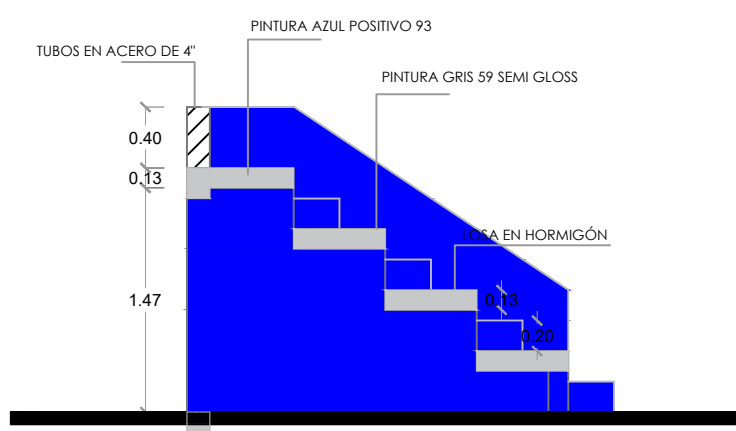 PINTURA AZUL POSITIVO 93
TUBOS EN ACERO DE 4"
PINTURA GRIS 59 SEMI GLOSS
0.40
0.13
LOSA EN HORMIGÓN
1.47
0.13
0.20